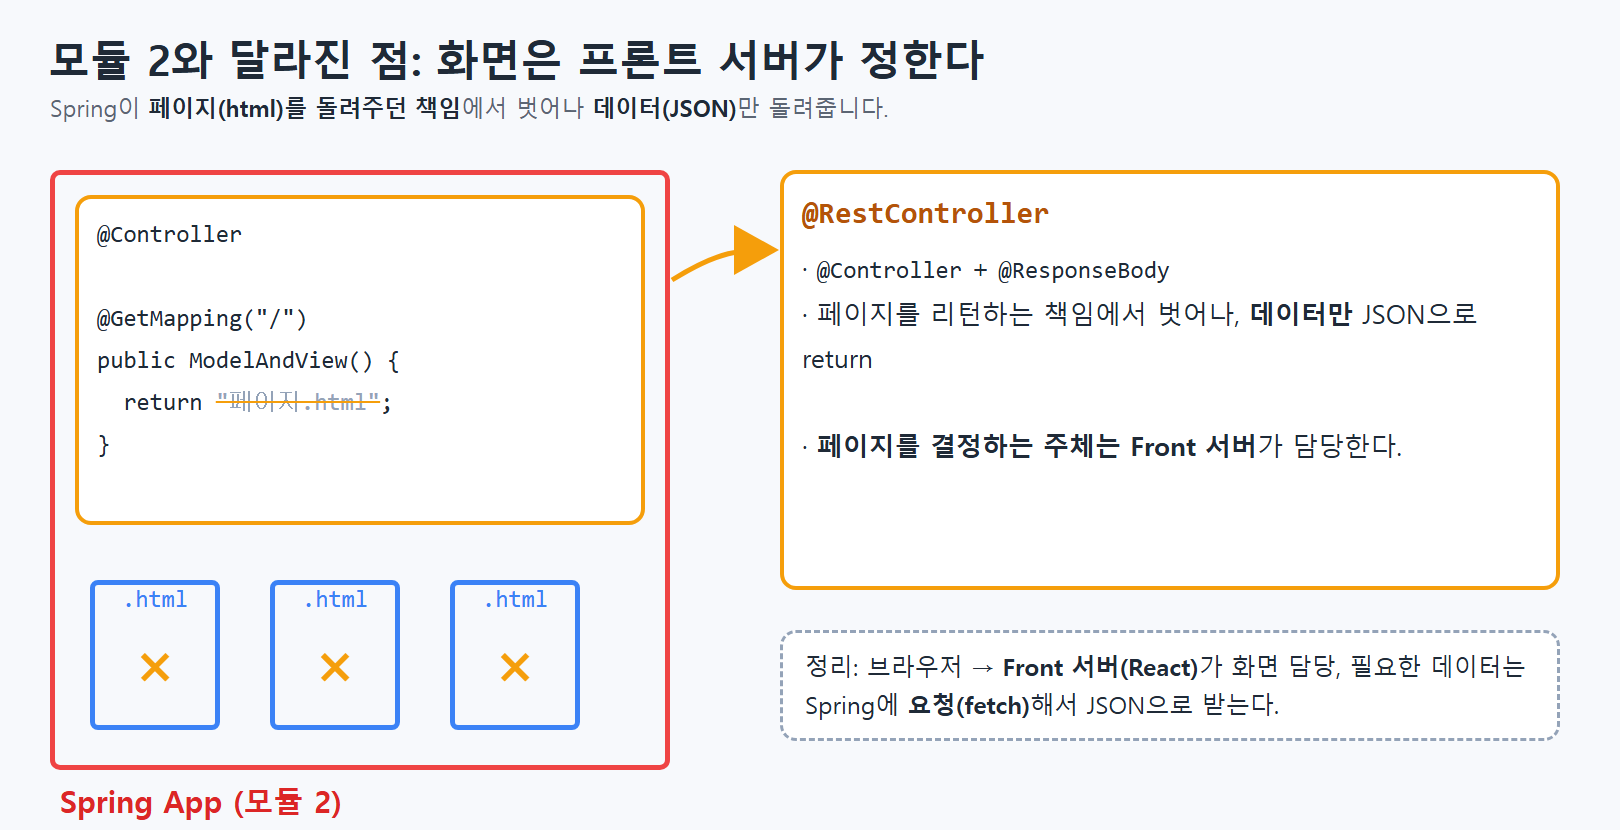 모듈 2와 달라진 점: 화면은 프론트 서버가 정한다
Spring이 페이지(html)를 돌려주던 책임에서 벗어나 데이터(JSON)만 돌려줍니다.
@Controller
@GetMapping("/")
public ModelAndView() {
return "페이지.html";
}
.html
.html
.html
Spring App (모듈 2)
@RestController
· @Controller + @ResponseBody
· 페이지를 리턴하는 책임에서 벗어나, 데이터만 JSON으로
return
· 페이지를 결정하는 주체는 Front 서버가 담당한다.
정리: 브라우저 → Front 서버(React)가 화면 담당, 필요한 데이터는
Spring에 요청(fetch)해서 JSON으로 받는다.